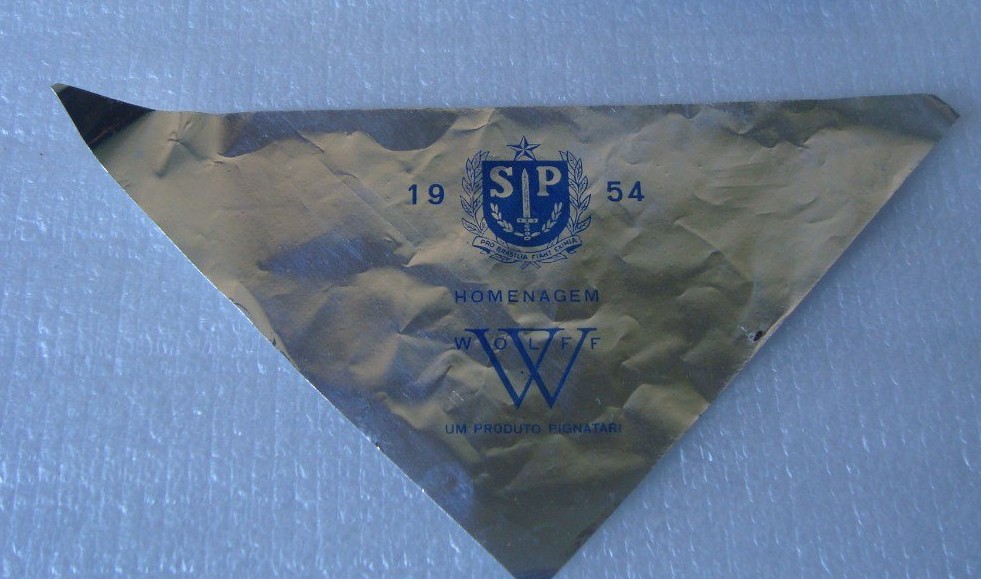 19 SP 54
PRO BRASILIA FIANT EXIMIA
HOMENAGEM
WOLFF
W
UM PRODUTO PIGNATARI